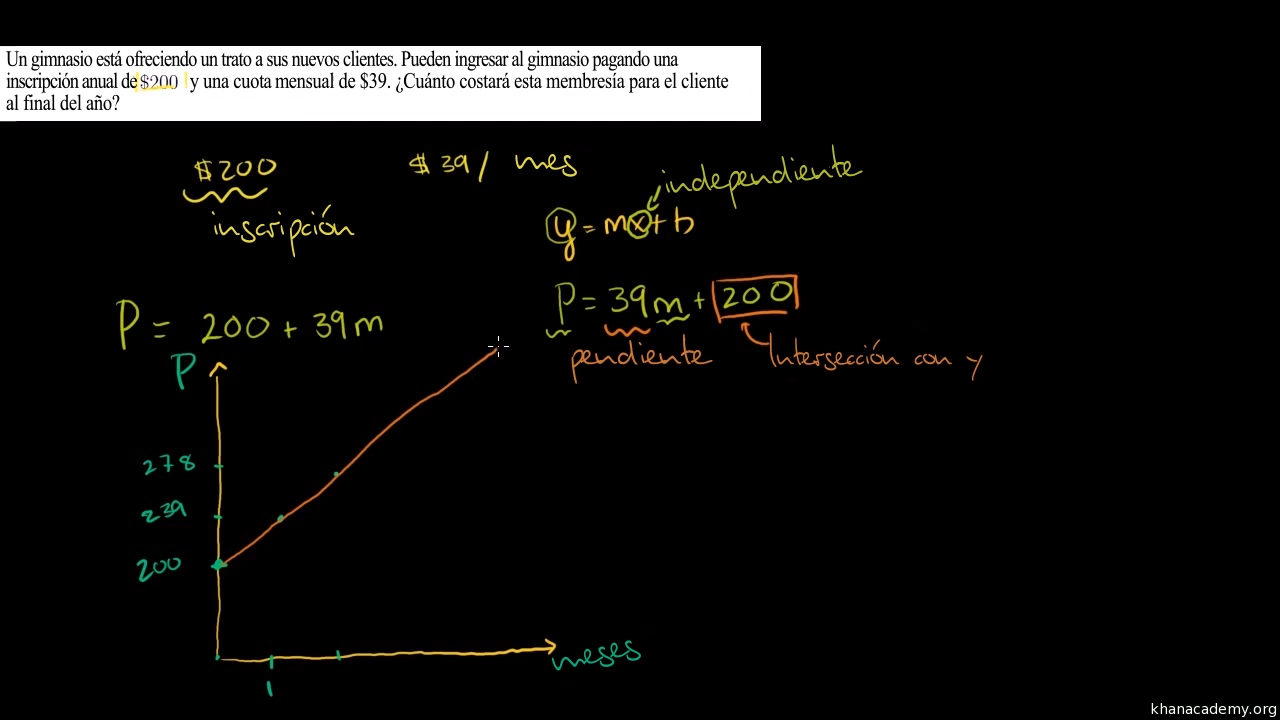 Un gimnasio está ofreciendo un trato a sus nuevos clientes. Pueden ingresar al gimnasio pagando una
inscripción anual de $200 y una cuota mensual de $39. ¿Cuánto costará esta membresía para el cliente
al final del año?
$200
$39/ mes
inscripción
independiente
y = mx + b
P = 39m + 200
pendiente
Intersección con y
P = 200 + 39m
P
278
239
200
1
meses
khanacademy.org